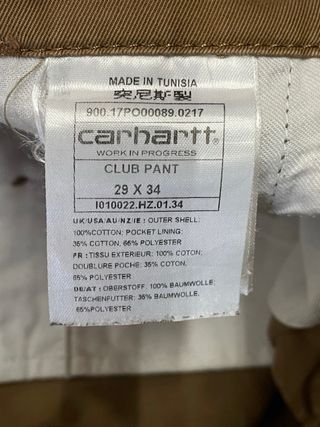 MADE IN TUNISIA
突尼斯製
900.17PO00089.0217
carhartt.
WORK IN PROGRESS
CLUB PANT
29 X 34
I010022.HZ.01.34
UK/USA/AU/NZ/IE : OUTER SHELL:
100%COTTON; POCKET LINING:
35% COTTON, 65% POLYESTER
FR : TISSU EXTERIEUR: 100% COTON;
DOUBLURE POCHE: 35% COTON,
65% POLYESTER
DE/AT : OBERSTOFF: 100% BAUMWOLLE;
TASCHENFUTTER: 35% BAUMWOLLE,
65%POLYESTER